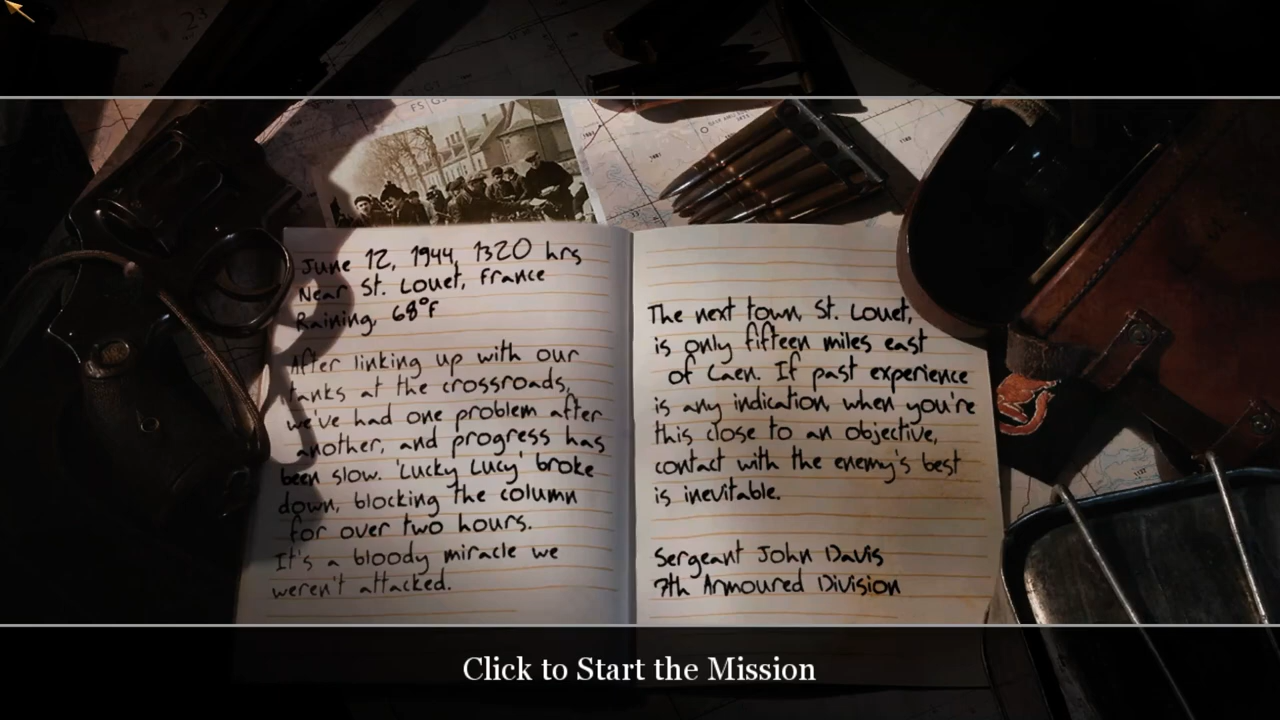 June 12, 1944, 1320 hrs
Near St. Louet, France
Raining, 68°F
After linking up with our
tanks at the crossroads,
we've had one problem after
another, and progress has
been slow. 'Lucky Lucy' broke
down, blocking the column
for over two hours.
It's a bloody miracle we
weren't attacked.
The next town, St. Louet,
is only fifteen miles east
of Caen. If past experience
is any indication, when you're
this close to an objective,
contact with the enemy's best
is inevitable.
Sergeant John Davis
7th Armoured Division
Click to Start the Mission